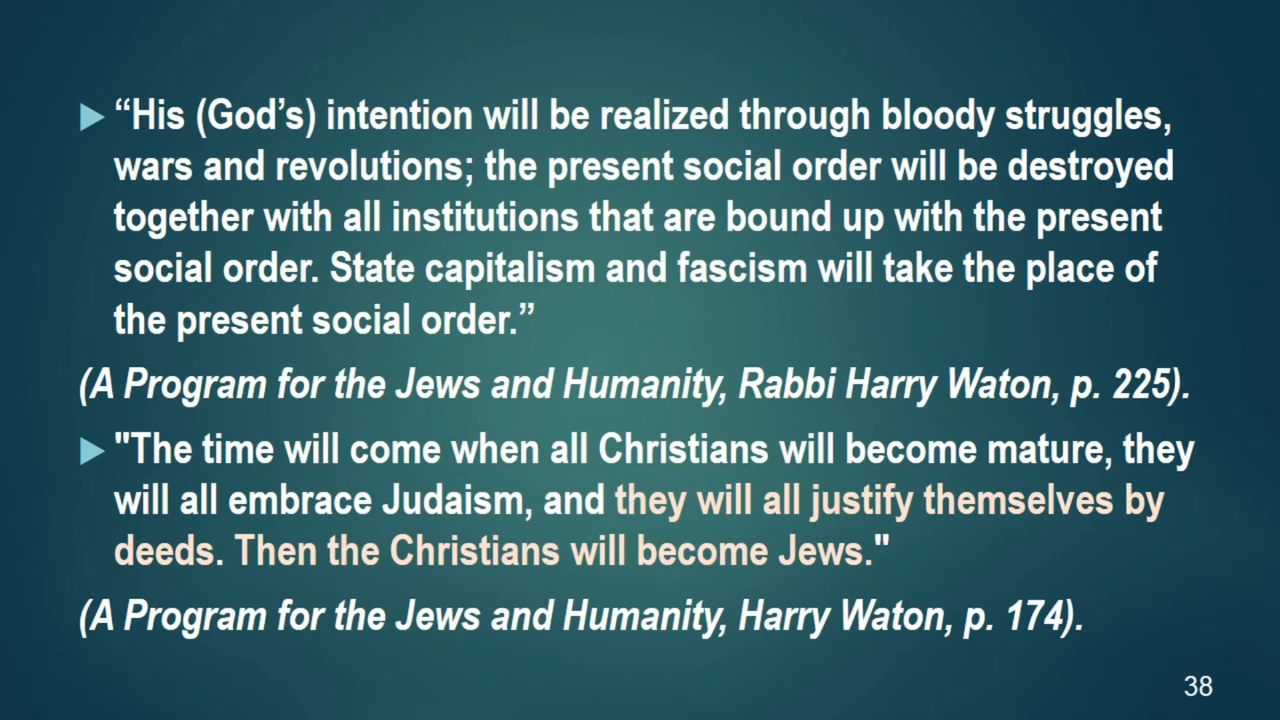 “His (God’s) intention will be realized through bloody struggles,
wars and revolutions; the present social order will be destroyed
together with all institutions that are bound up with the present
social order. State capitalism and fascism will take the place of
the present social order.”
(A Program for the Jews and Humanity, Rabbi Harry Waton, p. 225).
"The time will come when all Christians will become mature, they
will all embrace Judaism, and they will all justify themselves by
deeds. Then the Christians will become Jews."
(A Program for the Jews and Humanity, Harry Waton, p. 174).
38